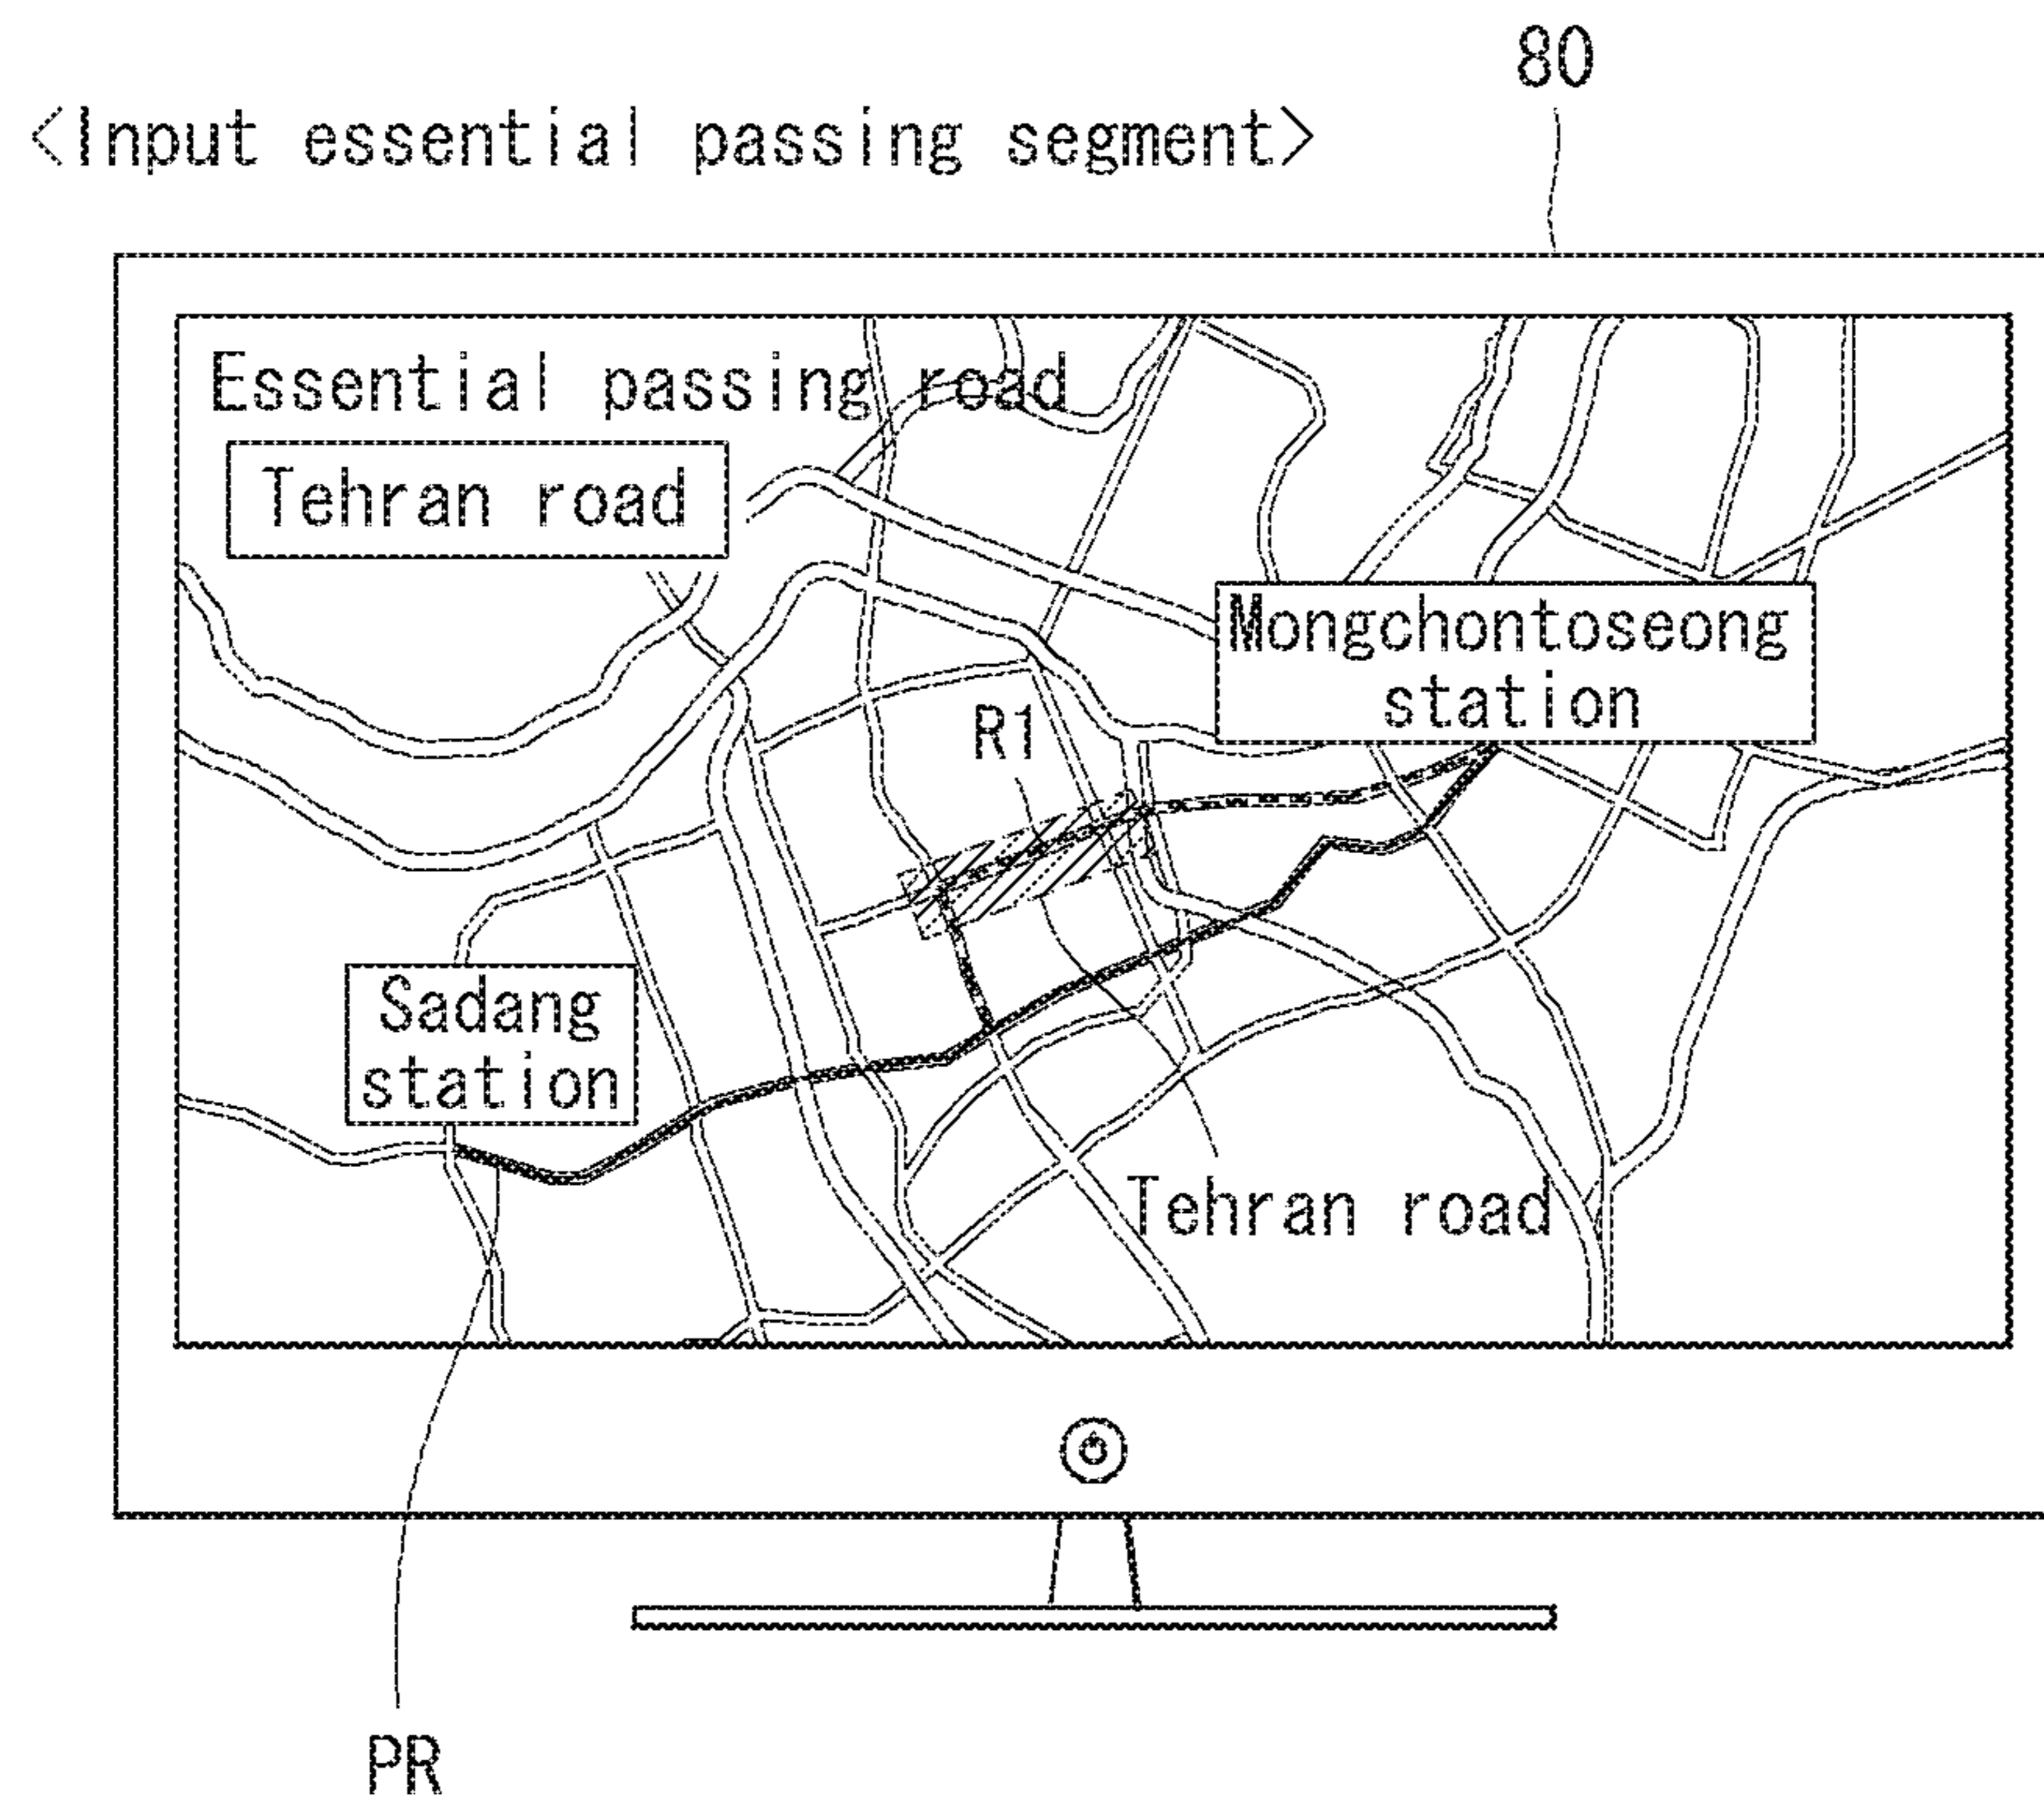 80
<Input essential passing segment>
Essential passing road
Tehran road
Mongchontoseong
station
R1
Sadang
station
Tehran road
PR